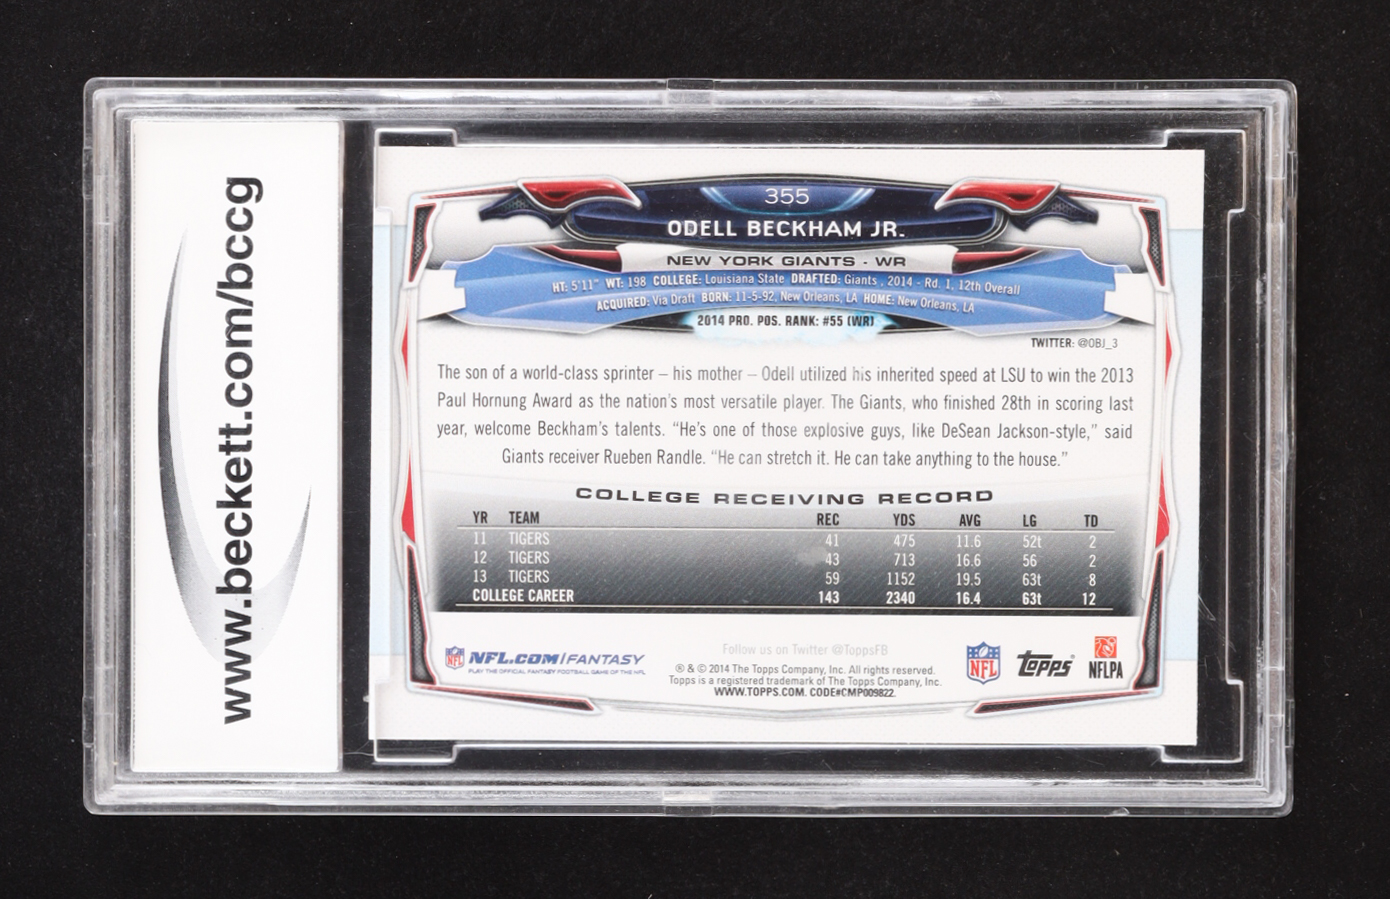 www.beckett.com/bccg
355
ODELL BECKHAM JR.
NEW YORK GIANTS - WR
HT: 5'11" WT: 198 COLLEGE: Louisiana State DRAFTED: Giants , 2014 - Rd. 1, 12th Overall
ACQUIRED: Via Draft BORN: 11-5-92, New Orleans, LA HOME: New Orleans, LA
2014 PRO. POS. RANK: #55 (WR)
TWITTER: @OBJ_3
The son of a world-class sprinter – his mother – Odell utilized his inherited speed at LSU to win the 2013
Paul Hornung Award as the nation's most versatile player. The Giants, who finished 28th in scoring last
year, welcome Beckham's talents. "He's one of those explosive guys, like DeSean Jackson-style," said
Giants receiver Rueben Randle. "He can stretch it. He can take anything to the house."
COLLEGE RECEIVING RECORD
YR TEAM REC YDS AVG LG TD
11 TIGERS 41 475 11.6 52t 2
12 TIGERS 43 713 16.6 56 2
13 TIGERS 59 1152 19.5 63t 8
COLLEGE CAREER 143 2340 16.4 63t 12
NFL NFL.COM/FANTASY
PLAY THE OFFICIAL FANTASY FOOTBALL GAME OF THE NFL
Follow us on Twitter @ToppsFB
® & © 2014 The Topps Company, Inc. All rights reserved.
Topps is a registered trademark of The Topps Company, Inc.
WWW.TOPPS.COM. CODE#CMP009822.
NFL
Topps®
NFLPA